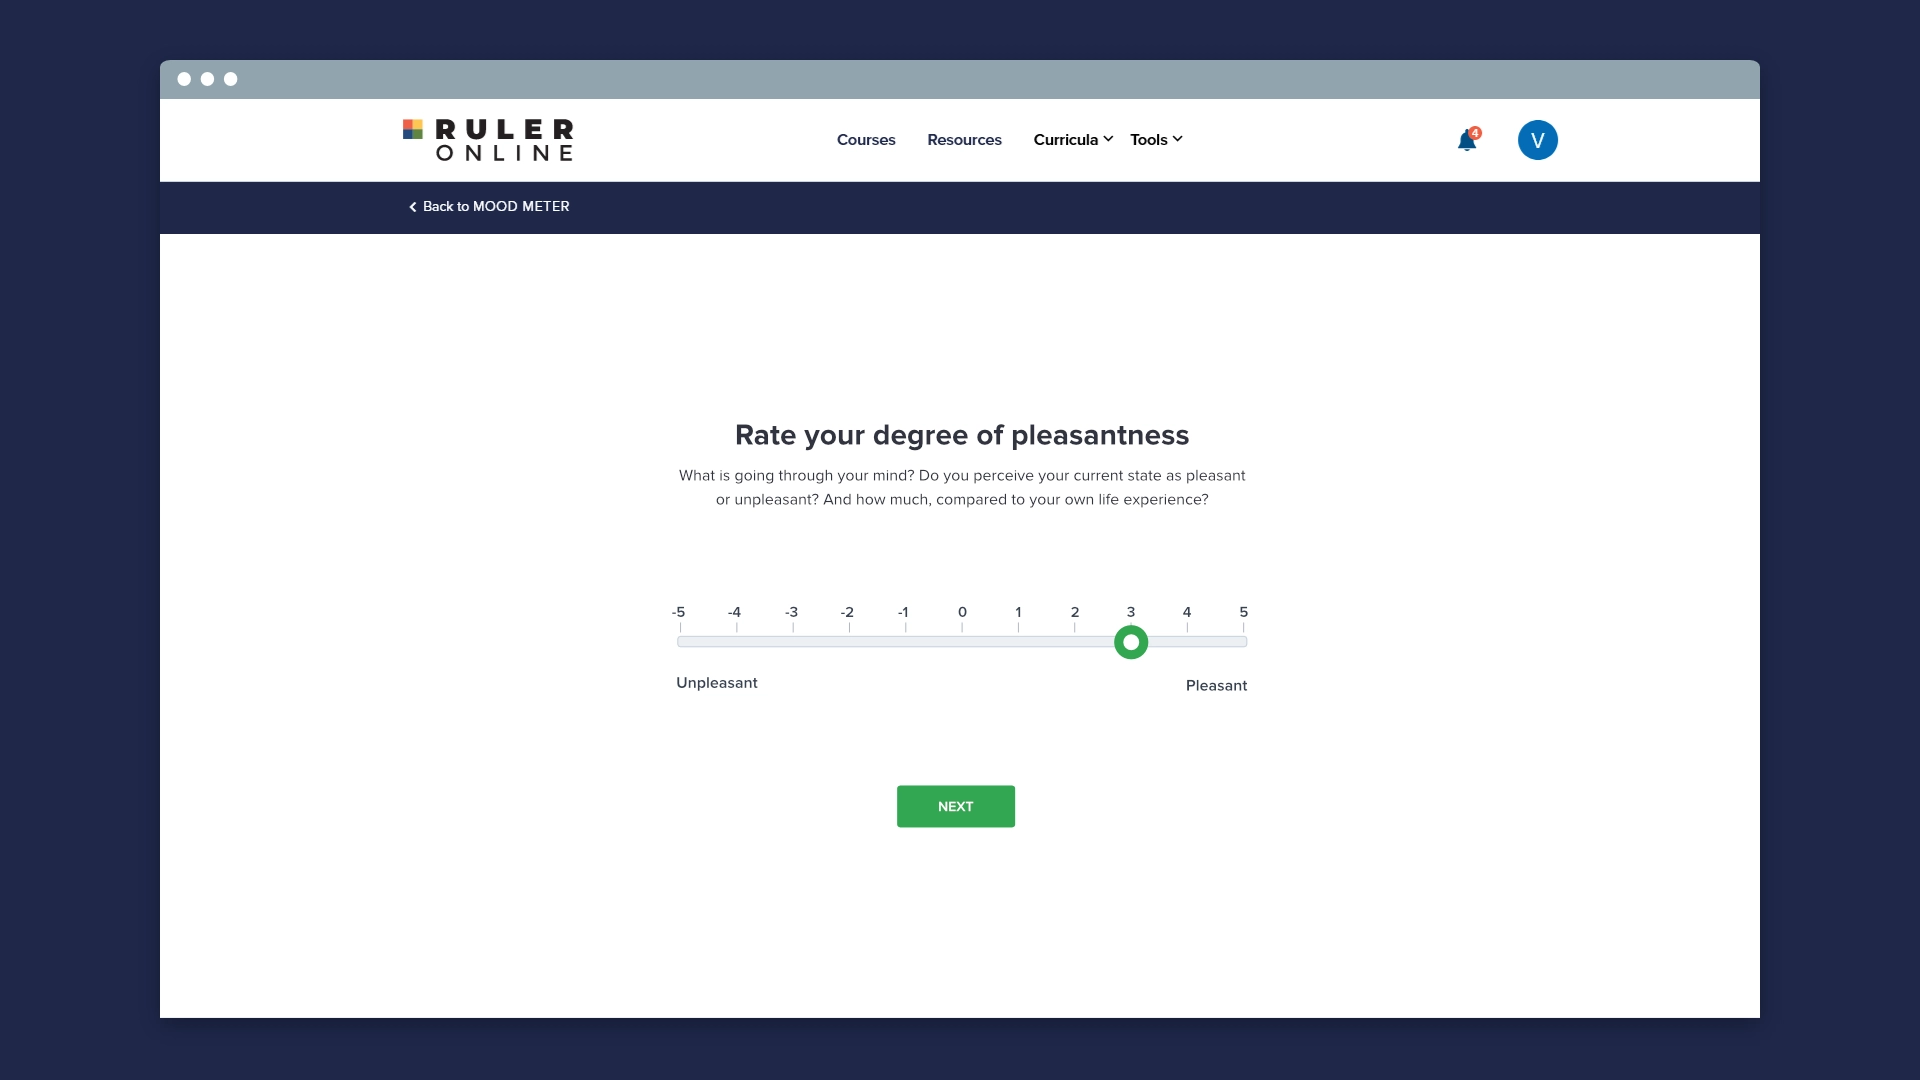 RULER
ONLINE
Courses Resources Curricula Tools 4 V
Back to MOOD METER
Rate your degree of pleasantness
What is going through your mind? Do you perceive your current state as pleasant
or unpleasant? And how much, compared to your own life experience?
-5 -4 -3 -2 -1 0 1 2 3 4 5
Unpleasant Pleasant
NEXT